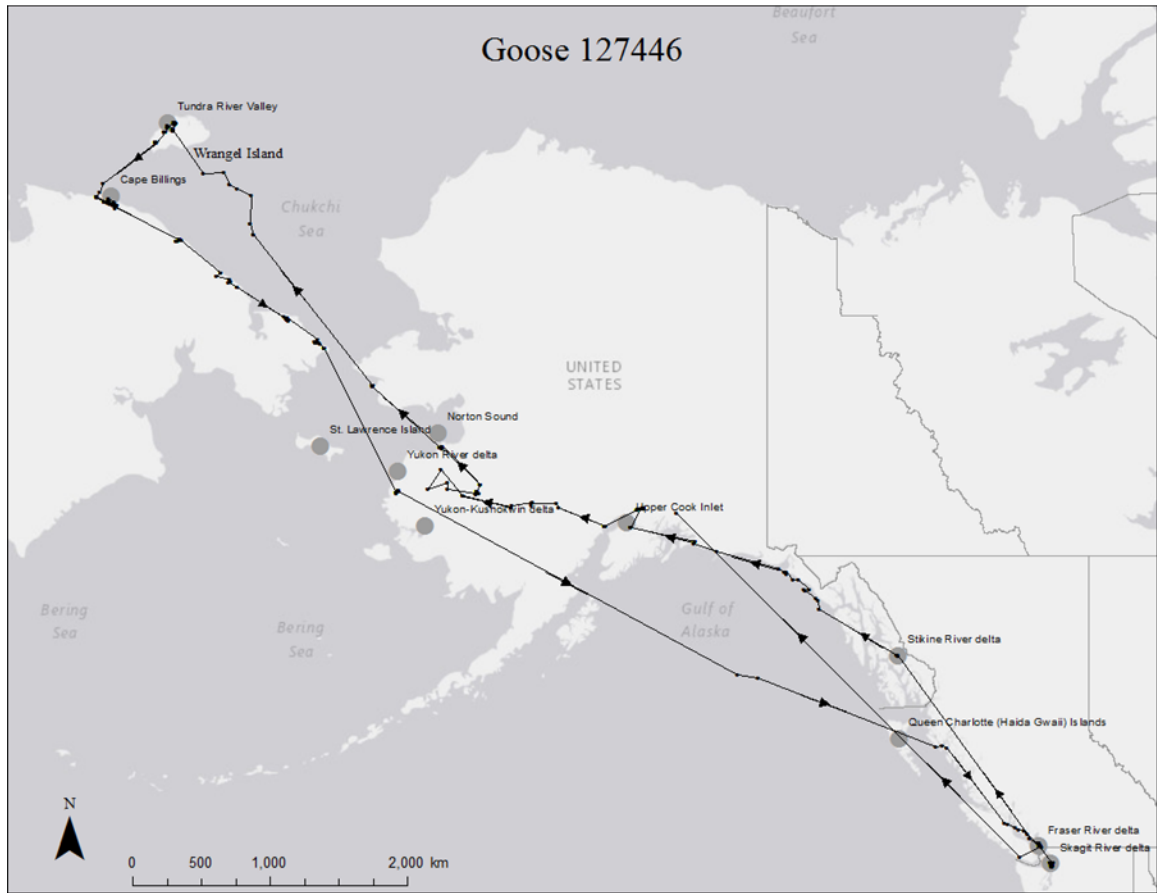 Beaufort
Sea
Goose 127446
Tundra River Valley
Wrangel Island
Cape Billings
Chukchi
Sea
UNITED
STATES
Norton Sound
St. Lawrence Island
Yukon River delta
Yukon-Kushokwin delta
Upper Cook Inlet
Bering
Sea
Bering
Sea
Gulf of
Alaska
Stikine River delta
Queen Charlotte (Haida Gwaii) Islands
N
Fraser River delta
Skagit River delta
0 500 1,000 2,000 km